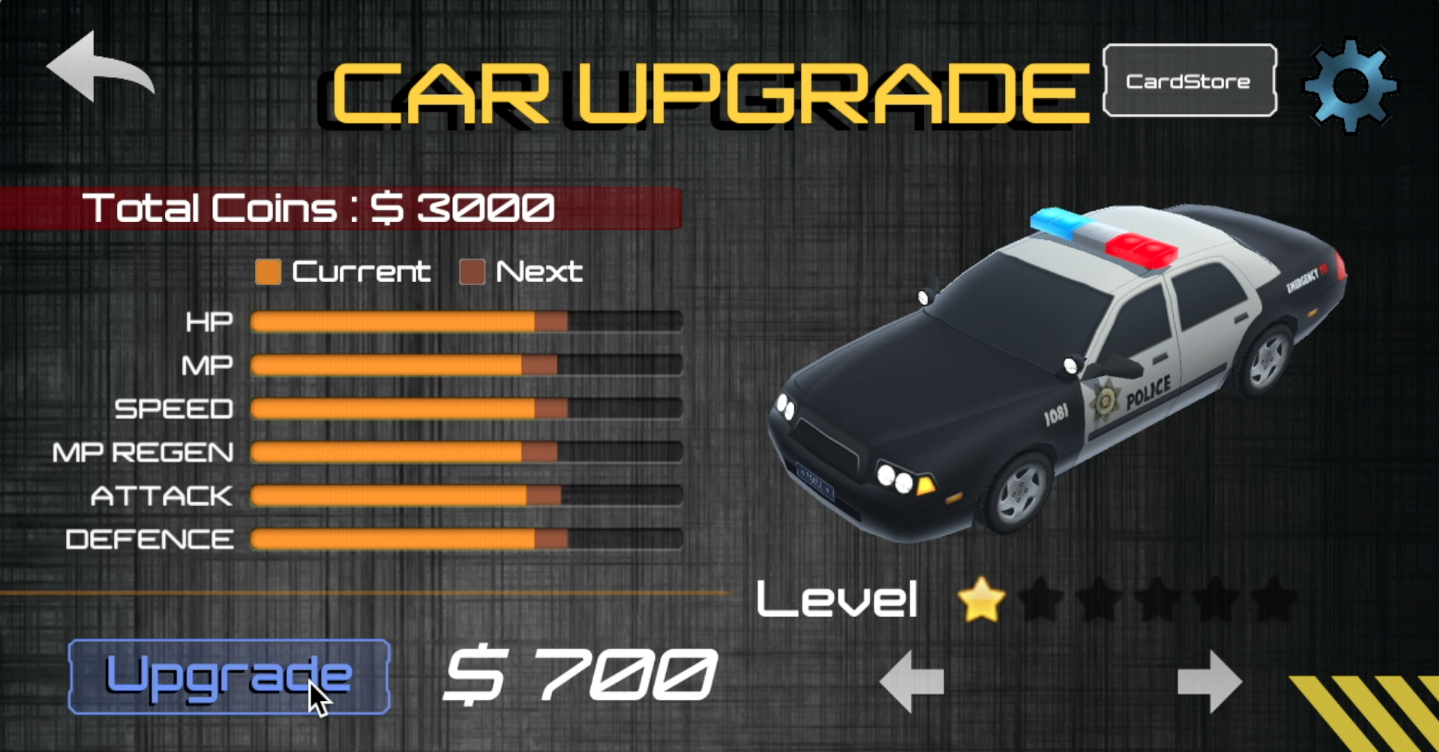 CAR UPGRADE
CardStore
Total Coins : $ 3000
Current
Next
HP
MP
SPEED
MP REGEN
ATTACK
DEFENCE
1081
POLICE
EMERGENCY
Level
Upgrade
$ 700